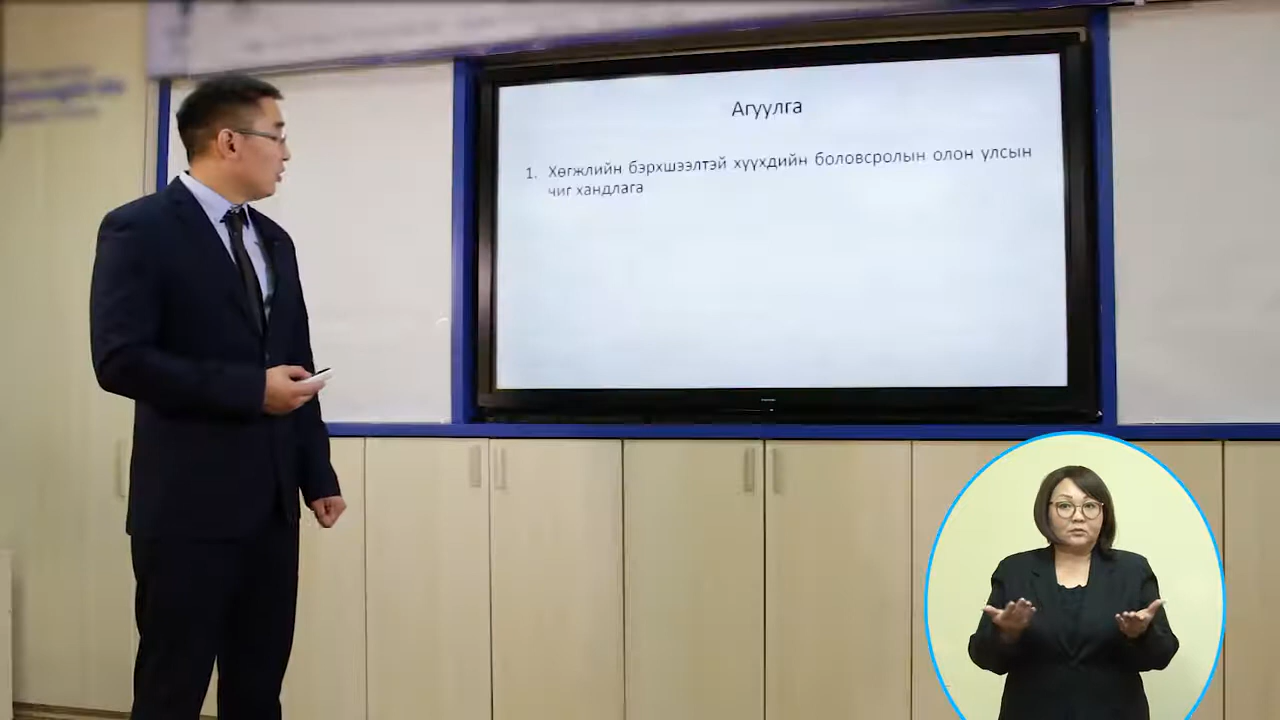 Агуулга
1. Хөгжлийн бэрхшээлтэй хүүхдийн боловсролын олон улсын
чиг хандлага